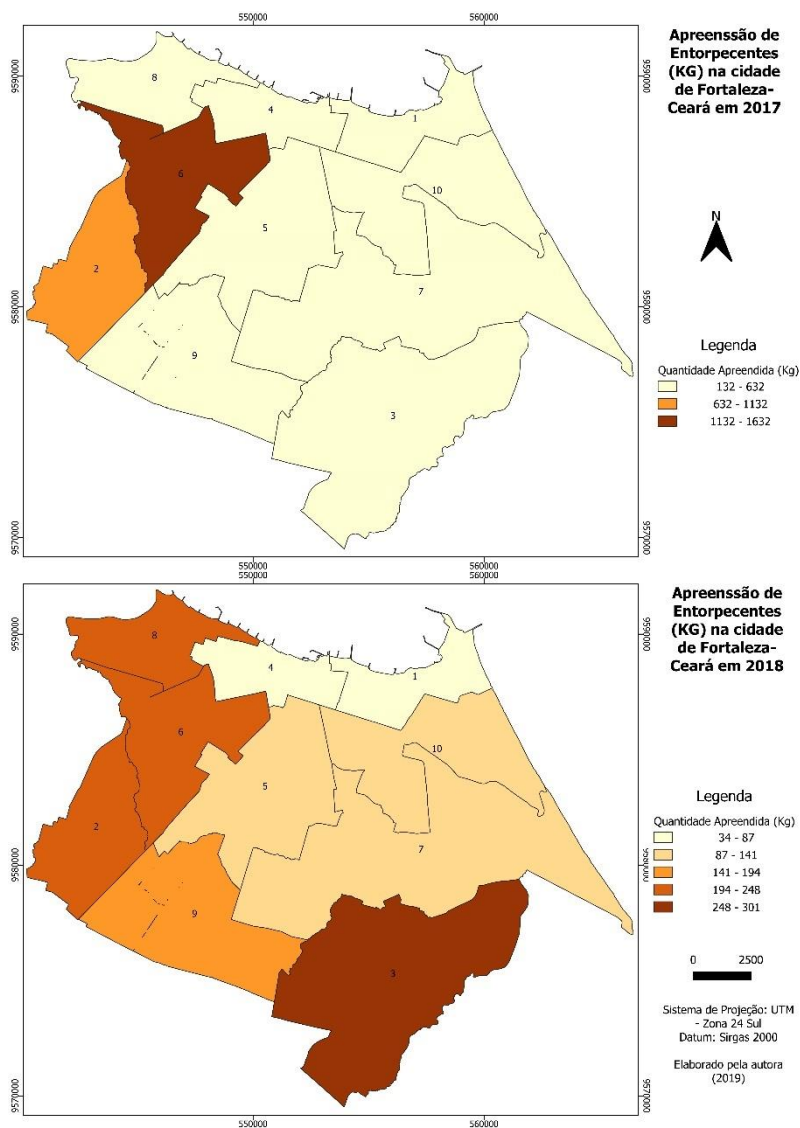 550000
560000
Apreenssão de
Entorpecentes
(KG) na cidade
de Fortaleza-
Ceará em 2017
9590000
9590000
8
4
1
6
10
N
5
2
7
9580000
9580000
9
3
Legenda
Quantidade Apreendida (Kg)
132 - 632
632 - 1132
1132 - 1632
9570000
9570000
550000
560000
550000
560000
Apreenssão de
Entorpecentes
(KG) na cidade
de Fortaleza-
Ceará em 2018
9590000
9590000
8
4
1
6
10
5
2
7
9580000
9580000
9
3
Legenda
Quantidade Apreendida (Kg)
34 - 87
87 - 141
141 - 194
194 - 248
248 - 301
0 2500
Sistema de Projeção: UTM
- Zona 24 Sul
Datum: Sirgas 2000
Elaborado pela autora
(2019)
9570000
9570000
550000
560000